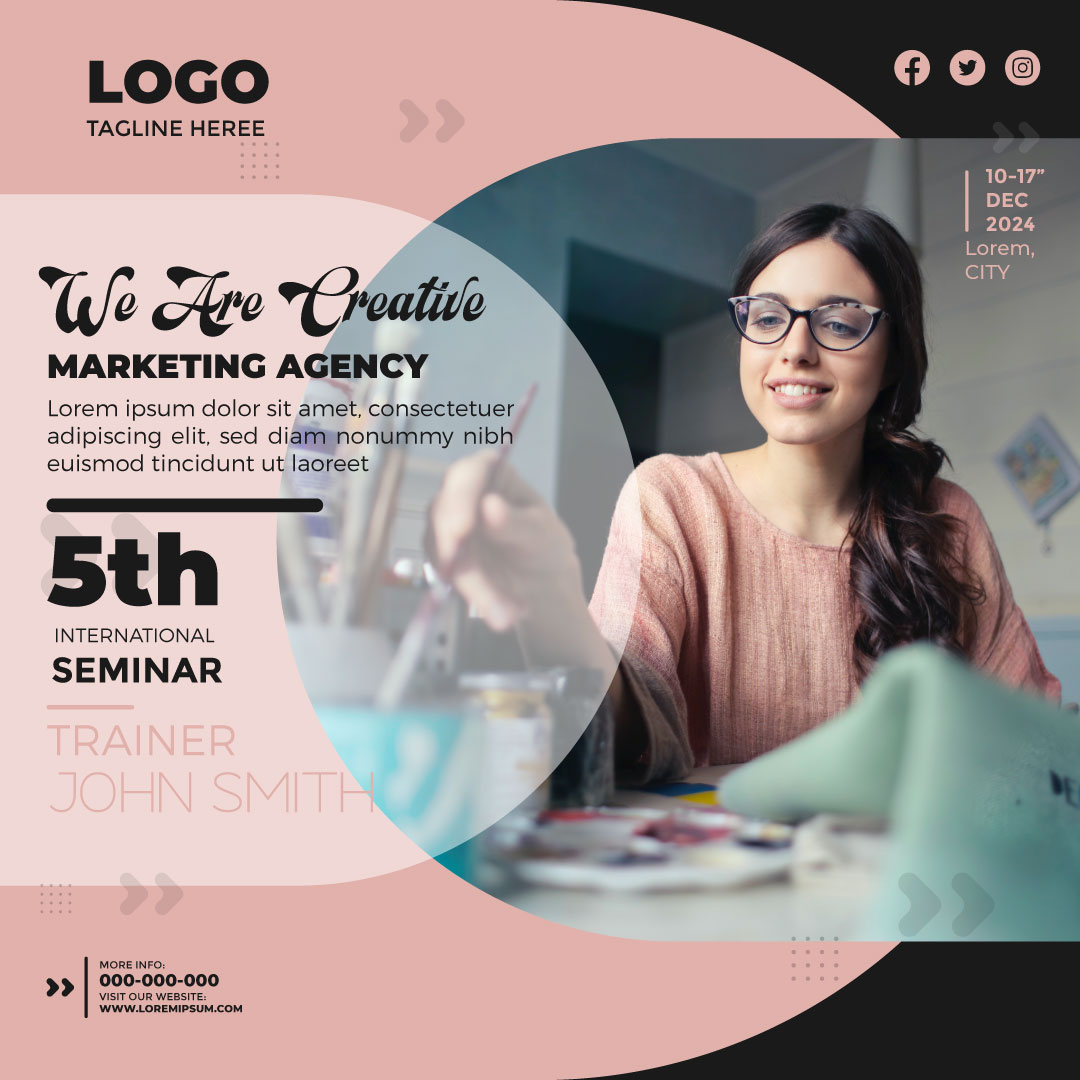 LOGO
TAGLINE HEREE
10-17”
DEC
2024
Lorem,
CITY
We Are Creative
MARKETING AGENCY
Lorem ipsum dolor sit amet, consectetuer
adipiscing elit, sed diam nonummy nibh
euismod tincidunt ut laoreet
5th
INTERNATIONAL
SEMINAR
TRAINER
JOHN SMITH
MORE INFO:
000-000-000
VISIT OUR WEBSITE:
WWW.LOREMIPSUM.COM